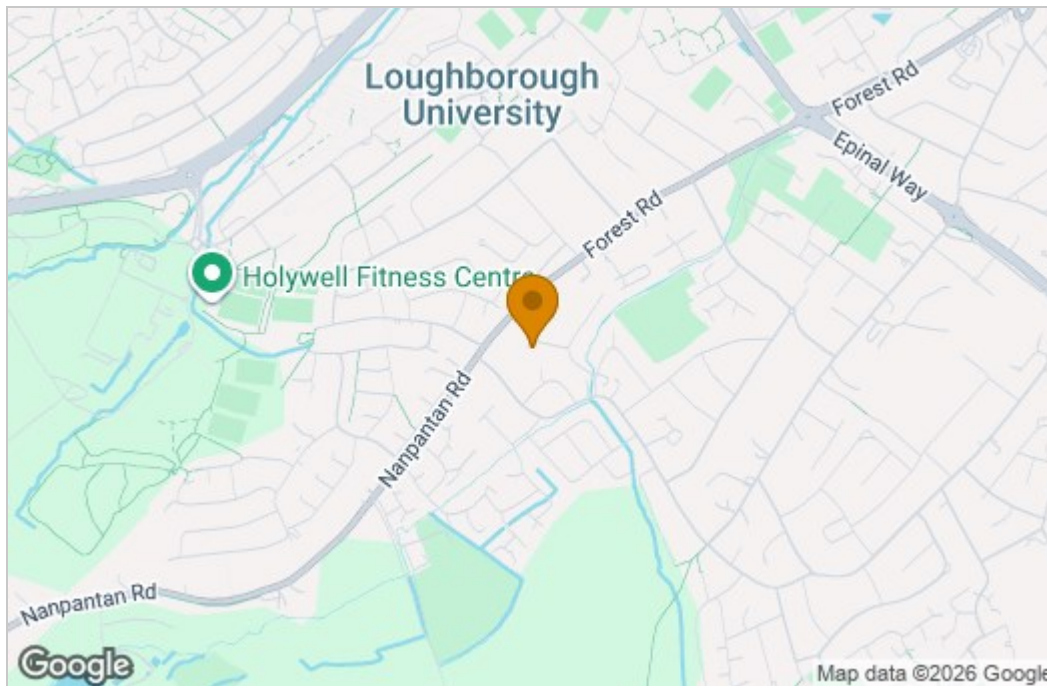 Loughborough
University
Forest Rd
Epinal Way
Forest Rd
Holywell Fitness Centre
Nanpantan Rd
Nanpantan Rd
Google
Map data ©2026 Google